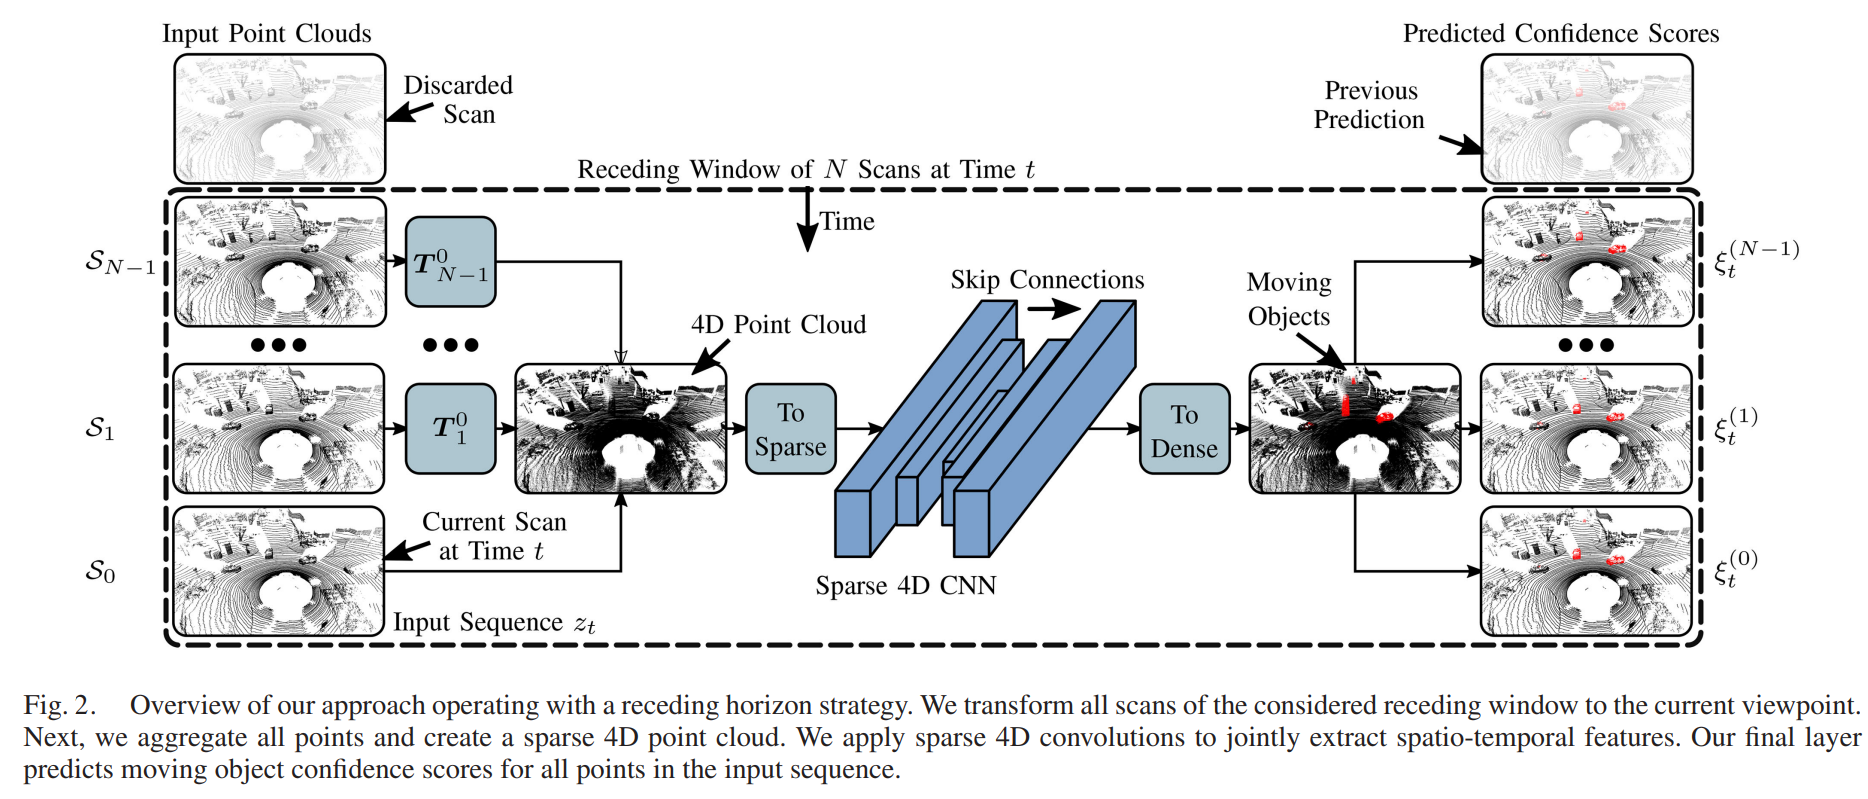 Input Point Clouds
Predicted Confidence Scores
Discarded
Scan
Previous
Prediction
Receding Window of N Scans at Time t
Time
S_{N−1}
T^0_{N−1}
ξ_t^{(N−1)}
Skip Connections
Moving
Objects
4D Point Cloud
S_1
T^0_1
To
Sparse
To
Dense
ξ_t^{(1)}
Current Scan
at Time t
S_0
Sparse 4D CNN
ξ_t^{(0)}
Input Sequence z_t
Fig. 2. Overview of our approach operating with a receding horizon strategy. We transform all scans of the considered receding window to the current viewpoint.
Next, we aggregate all points and create a sparse 4D point cloud. We apply sparse 4D convolutions to jointly extract spatio-temporal features. Our final layer
predicts moving object confidence scores for all points in the input sequence.